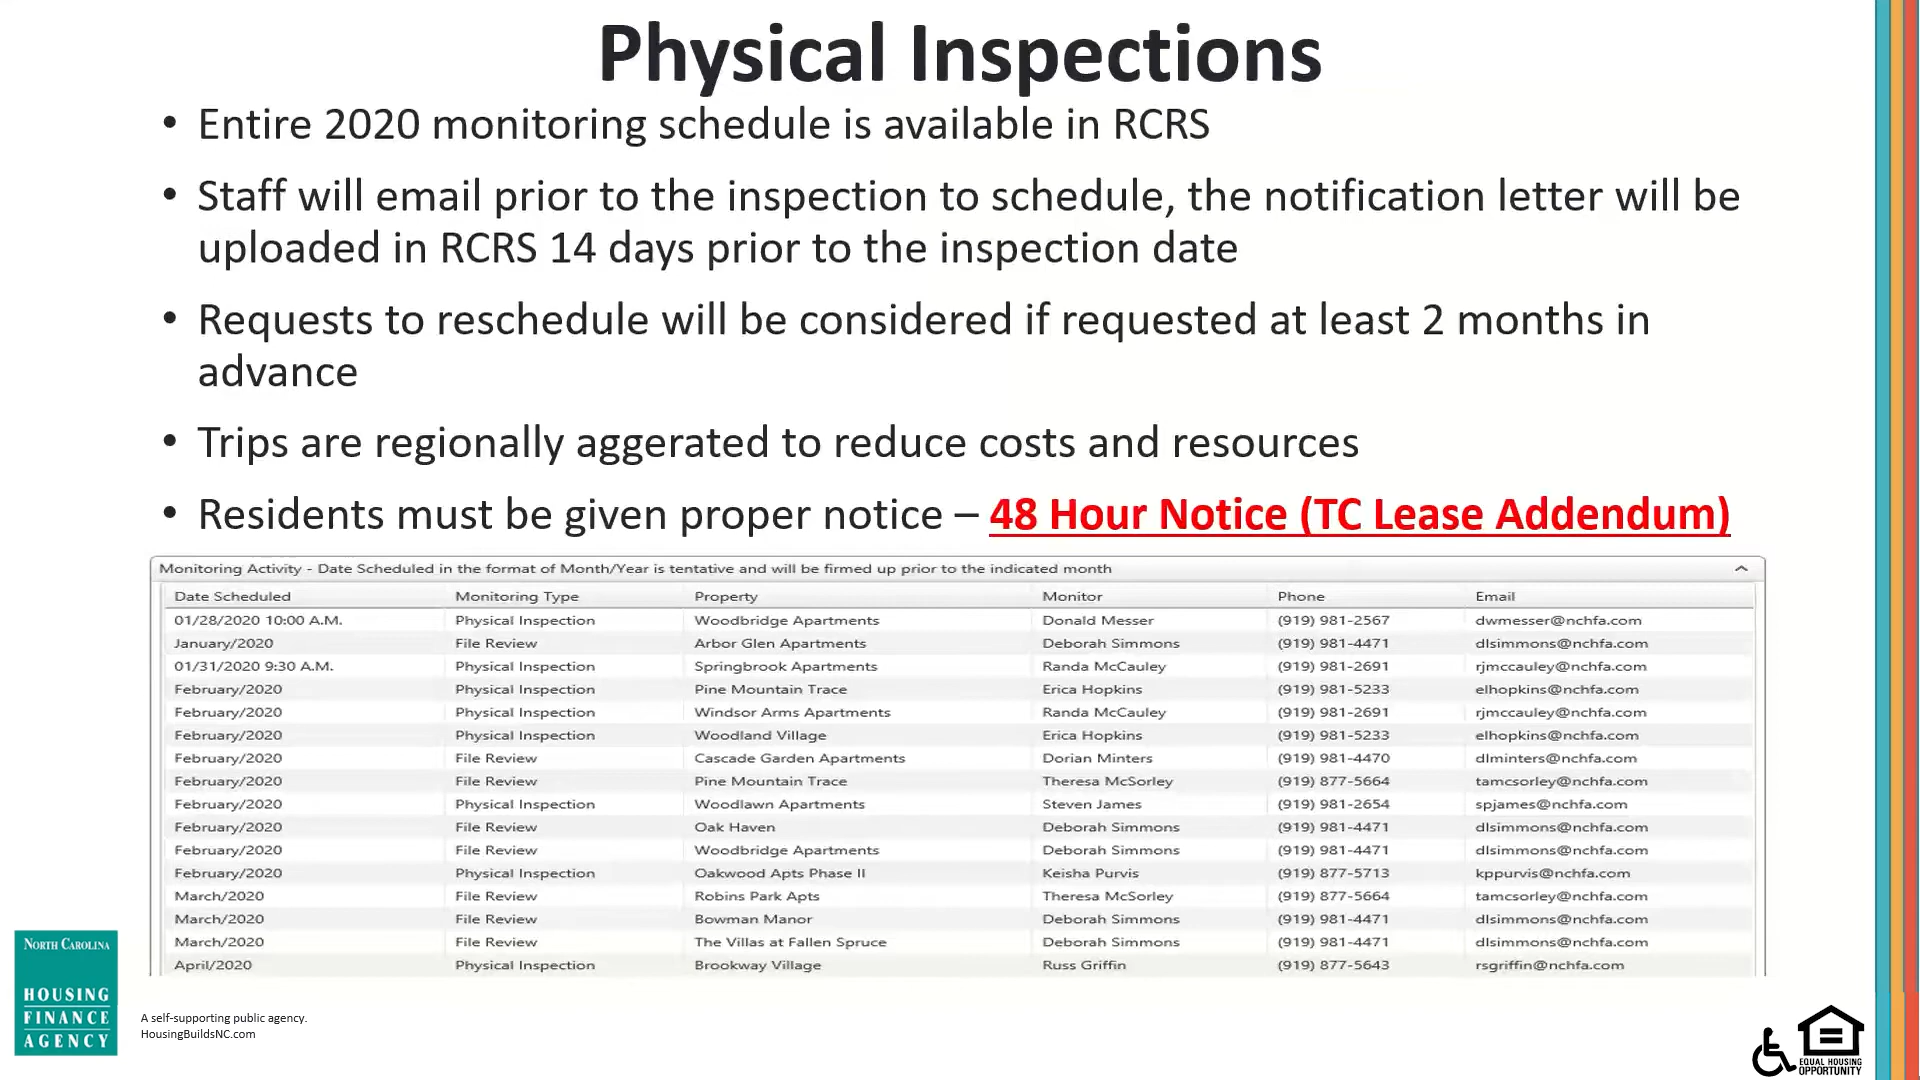 Physical Inspections
• Entire 2020 monitoring schedule is available in RCRS
• Staff will email prior to the inspection to schedule, the notification letter will be
uploaded in RCRS 14 days prior to the inspection date
• Requests to reschedule will be considered if requested at least 2 months in
advance
• Trips are regionally aggerated to reduce costs and resources
• Residents must be given proper notice – 48 Hour Notice (TC Lease Addendum)
Monitoring Activity - Date Scheduled in the format of Month/Year is tentative and will be firmed up prior to the indicated month
Date Scheduled Monitoring Type Property Monitor Phone Email
01/28/2020 10:00 A.M. Physical Inspection Woodbridge Apartments Donald Messer (919) 981-2567 dwmesser@nchfa.com
January/2020 File Review Arbor Glen Apartments Deborah Simmons (919) 981-4471 dlsimmons@nchfa.com
01/31/2020 9:30 A.M. Physical Inspection Springbrook Apartments Randa McCauley (919) 981-2691 rjmccauley@nchfa.com
February/2020 Physical Inspection Pine Mountain Trace Erica Hopkins (919) 981-5233 elhopkins@nchfa.com
February/2020 Physical Inspection Windsor Arms Apartments Randa McCauley (919) 981-2691 rjmccauley@nchfa.com
February/2020 Physical Inspection Woodland Village Erica Hopkins (919) 981-5233 elhopkins@nchfa.com
February/2020 File Review Cascade Garden Apartments Dorian Minters (919) 981-4470 dlminters@nchfa.com
February/2020 File Review Pine Mountain Trace Theresa McSorley (919) 877-5664 tamcsorley@nchfa.com
February/2020 Physical Inspection Woodlawn Apartments Steven James (919) 981-2654 spjames@nchfa.com
February/2020 File Review Oak Haven Deborah Simmons (919) 981-4471 dlsimmons@nchfa.com
February/2020 File Review Woodbridge Apartments Deborah Simmons (919) 981-4471 dlsimmons@nchfa.com
February/2020 Physical Inspection Oakwood Apts Phase II Keisha Purvis (919) 877-5713 kppurvis@nchfa.com
March/2020 File Review Robins Park Apts Theresa McSorley (919) 877-5664 tamcsorley@nchfa.com
March/2020 File Review Bowman Manor Deborah Simmons (919) 981-4471 dlsimmons@nchfa.com
March/2020 File Review The Villas at Fallen Spruce Deborah Simmons (919) 981-4471 dlsimmons@nchfa.com
April/2020 Physical Inspection Brookway Village Russ Griffin (919) 877-5643 rsgriffin@nchfa.com
NORTH CAROLINA
HOUSING
FINANCE
AGENCY
A self-supporting public agency.
HousingBuildsNC.com
EQUAL HOUSING
OPPORTUNITY